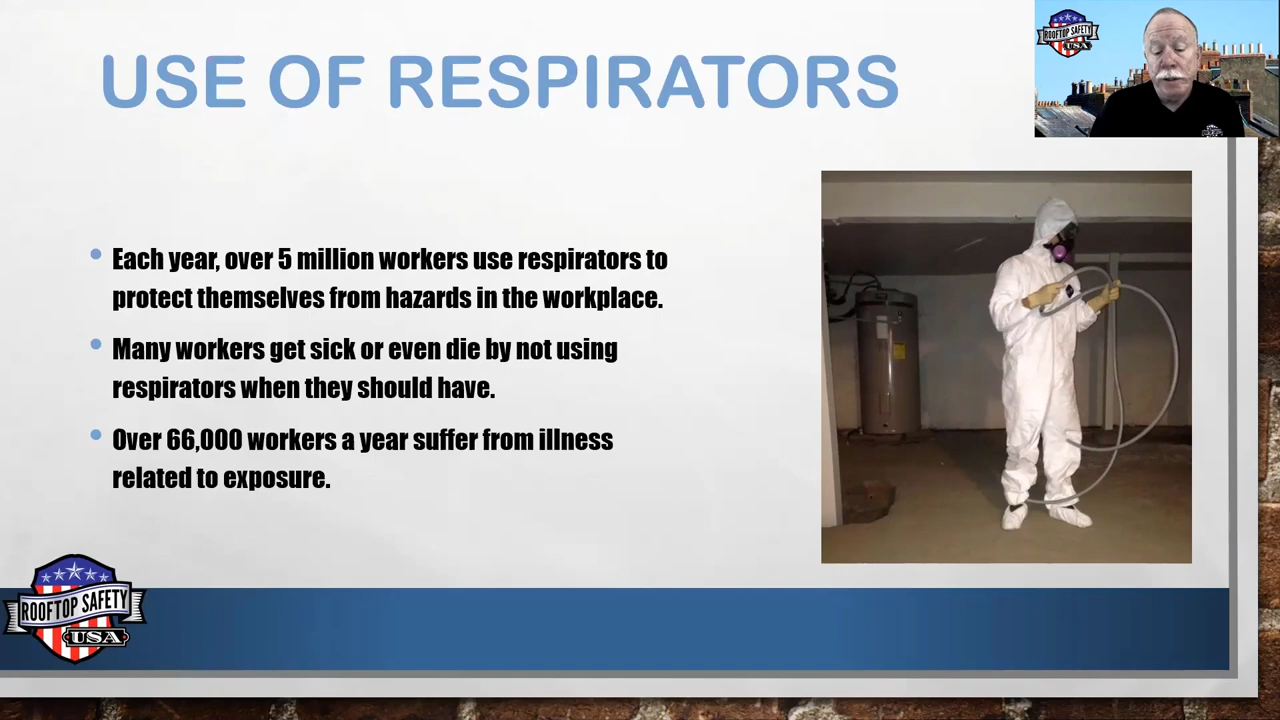 USE OF RESPIRATORS
ROOFTOP SAFETY
USA
Each year, over 5 million workers use respirators to
protect themselves from hazards in the workplace.
Many workers get sick or even die by not using
respirators when they should have.
Over 66,000 workers a year suffer from illness
related to exposure.
ROOFTOP SAFETY
USA